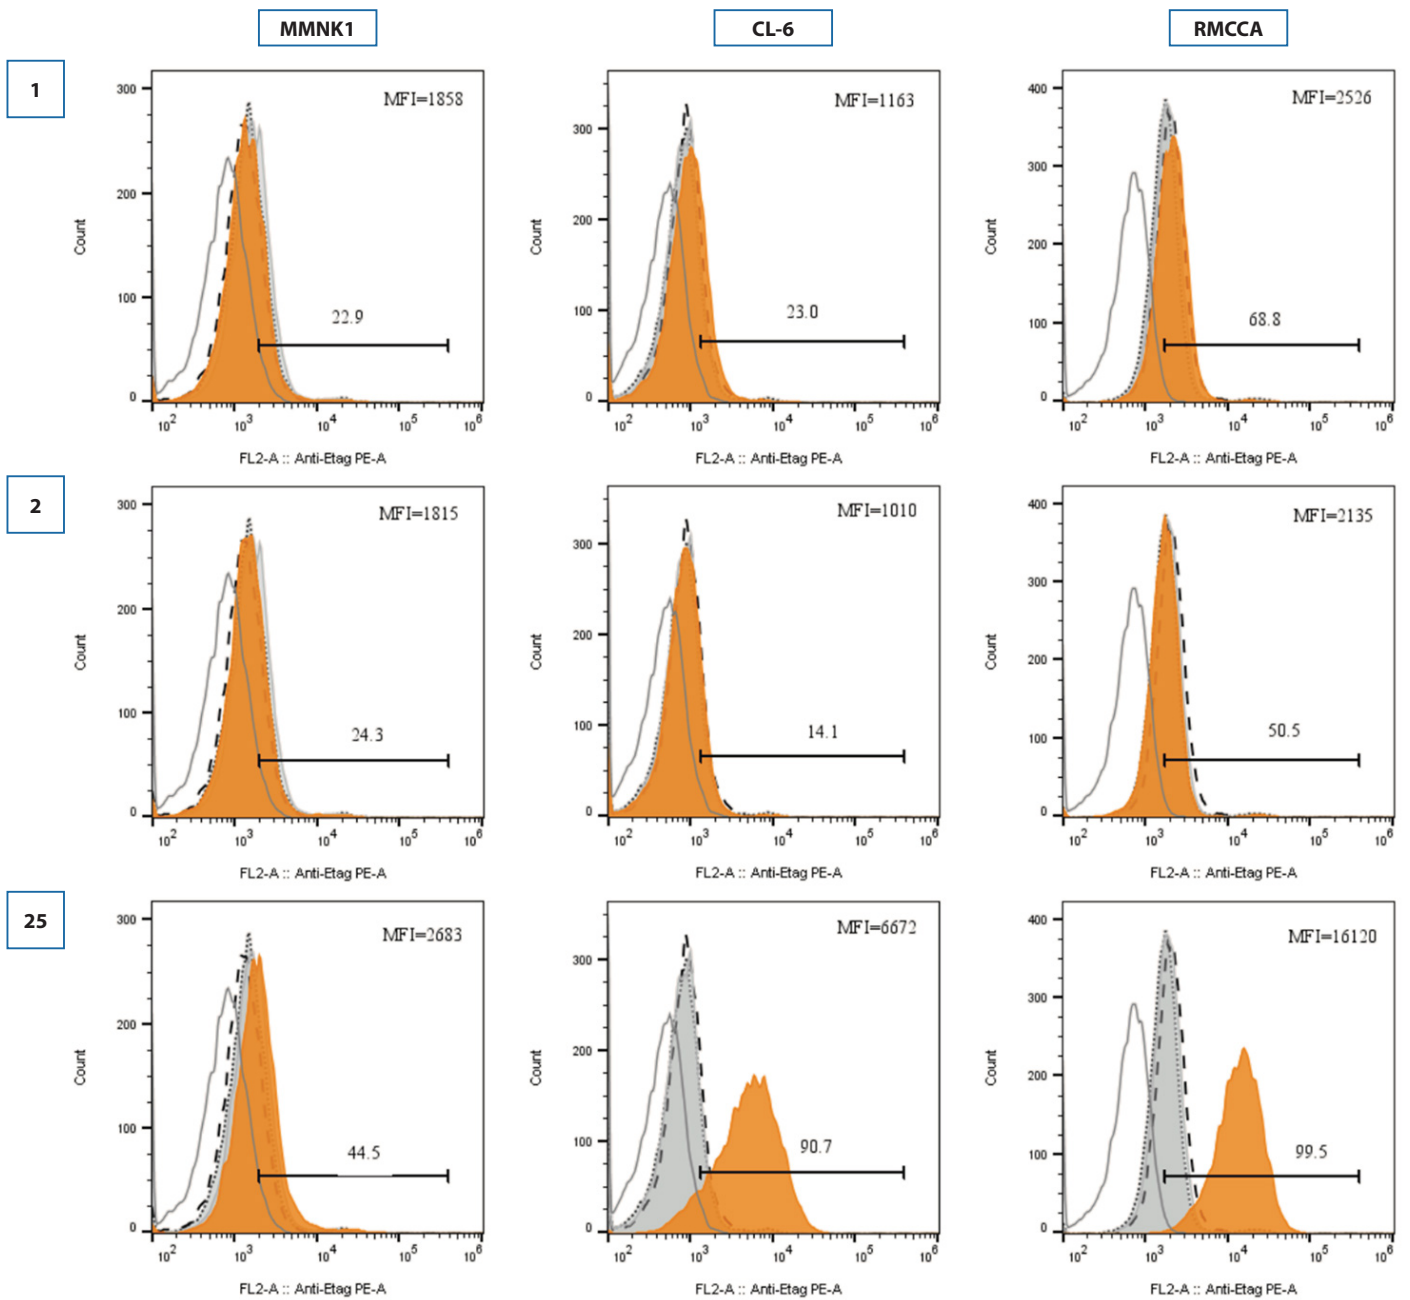 MMNK1 CL-6 RMCCA
1
MFI=1858
300
200
100
0
22.9
Count
10^2 10^3 10^4 10^5 10^6
FL2-A :: Anti-Etag PE-A
MFI=1163
300
200
100
0
23.0
Count
10^2 10^3 10^4 10^5 10^6
FL2-A :: Anti-Etag PE-A
MFI=2526
400
300
200
100
0
68.8
Count
10^2 10^3 10^4 10^5 10^6
FL2-A :: Anti-Etag PE-A
2
MFI=1815
300
200
100
0
24.3
Count
10^2 10^3 10^4 10^5 10^6
FL2-A :: Anti-Etag PE-A
MFI=1010
300
200
100
0
14.1
Count
10^2 10^3 10^4 10^5 10^6
FL2-A :: Anti-Etag PE-A
MFI=2135
400
300
200
100
0
50.5
Count
10^2 10^3 10^4 10^5 10^6
FL2-A :: Anti-Etag PE-A
25
MFI=2683
300
200
100
0
44.5
Count
10^2 10^3 10^4 10^5 10^6
FL2-A :: Anti-Etag PE-A
MFI=6672
300
200
100
0
90.7
Count
10^2 10^3 10^4 10^5 10^6
FL2-A :: Anti-Etag PE-A
MFI=16120
400
300
200
100
0
99.5
Count
10^2 10^3 10^4 10^5 10^6
FL2-A :: Anti-Etag PE-A